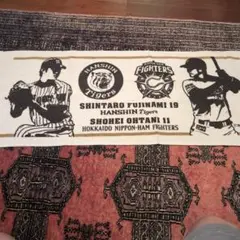 HANSHIN
Tigers
FIGHTERS
SHINTARO FUJINAMI 19
HANSHIN Tigers
SHOHEI OHTANI 11
HOKKAIDO NIPPON-HAM FIGHTERS